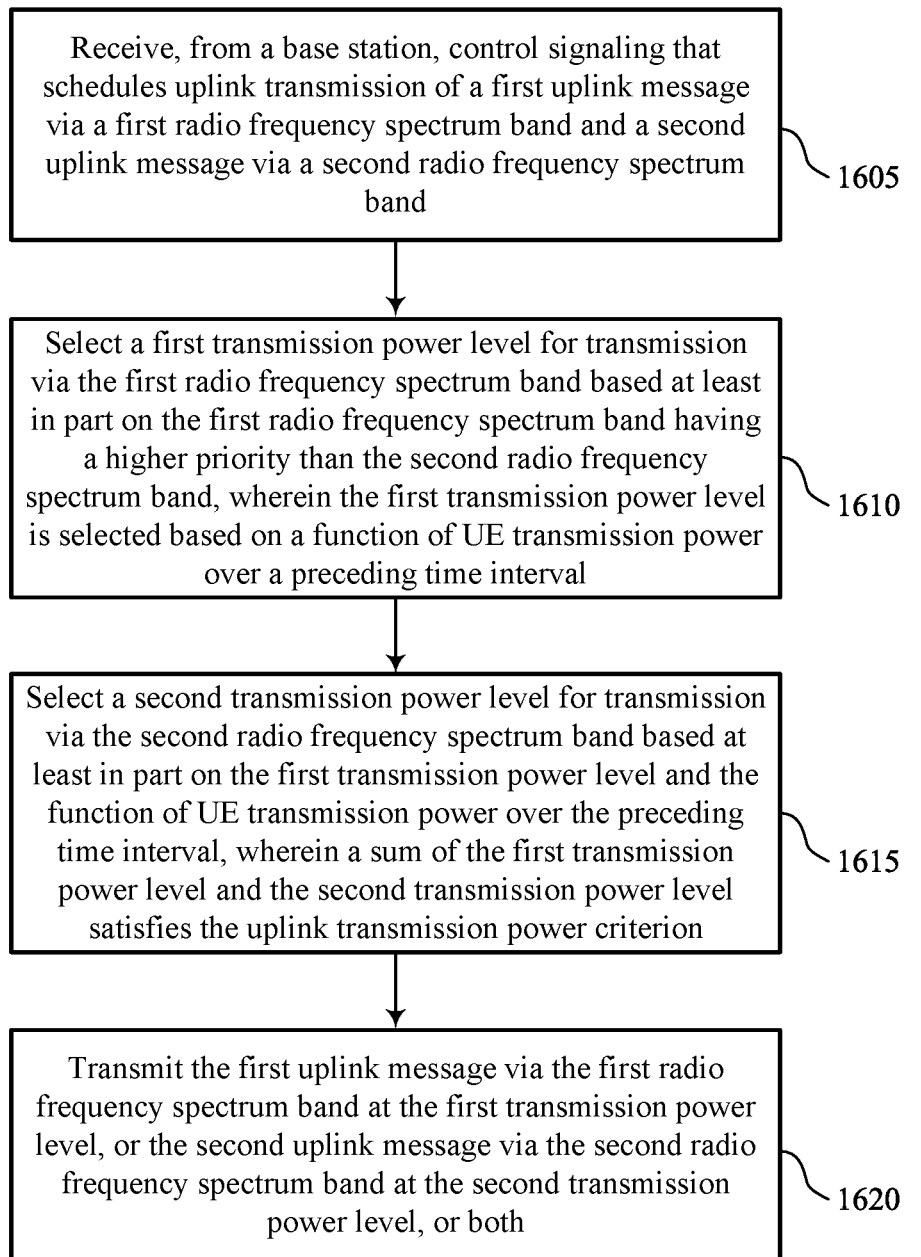 Receive, from a base station, control signaling that
schedules uplink transmission of a first uplink message
via a first radio frequency spectrum band and a second
uplink message via a second radio frequency spectrum
band
1605
Select a first transmission power level for transmission
via the first radio frequency spectrum band based at least
in part on the first radio frequency spectrum band having
a higher priority than the second radio frequency
spectrum band, wherein the first transmission power level
is selected based on a function of UE transmission power
over a preceding time interval
1610
Select a second transmission power level for transmission
via the second radio frequency spectrum band based at
least in part on the first transmission power level and the
function of UE transmission power over the preceding
time interval, wherein a sum of the first transmission
power level and the second transmission power level
satisfies the uplink transmission power criterion
1615
Transmit the first uplink message via the first radio
frequency spectrum band at the first transmission power
level, or the second uplink message via the second radio
frequency spectrum band at the second transmission
power level, or both
1620